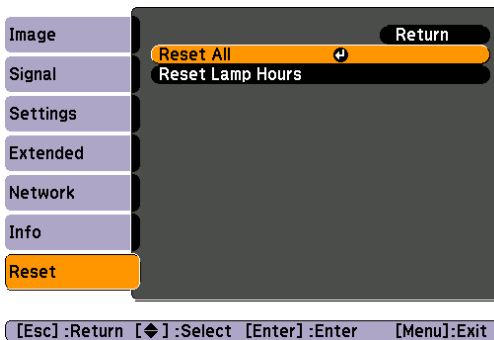 Image
Signal
Settings
Extended
Network
Info
Reset
Return
Reset All
Reset Lamp Hours
[Esc] :Return [◆] :Select [Enter] :Enter [Menu]:Exit